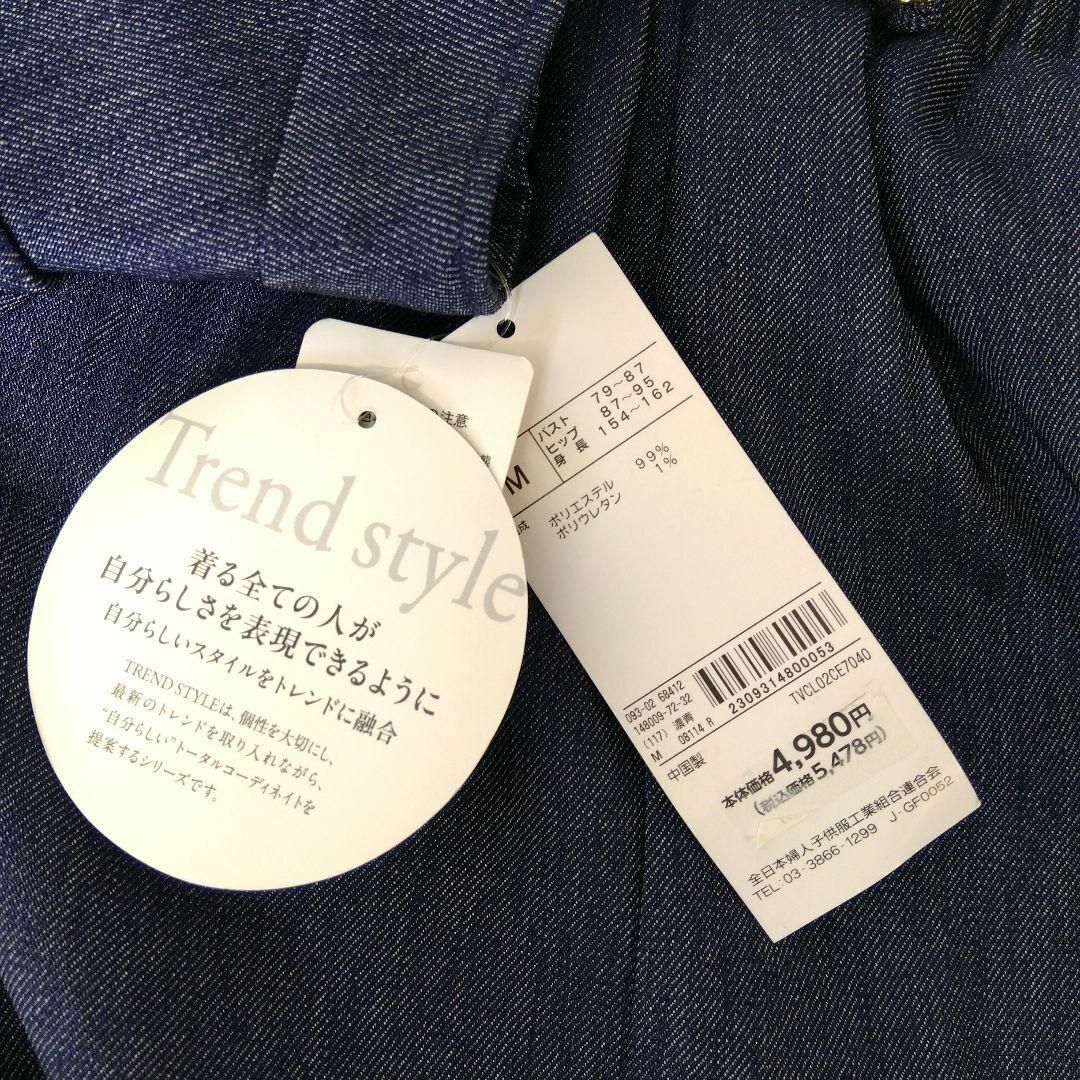 Trend style
着る全ての人が
自分らしさを表現できるように
自分らしいスタイルをトレンドに融合
TREND STYLEは、個性を大切にし、
最新のトレンドを取り入れながら、
“自分らしい”トータルコーディネイトを
提案するシリーズです。
注意
M
バスト 79~87
ヒップ 87~95
身長 154~162
成 ポリエステル 99%
ポリウレタン 1%
093-02 68412
148009-72-32
(117) 濃青
M 08114 R
2309314800053
TVCL02CE7040
中国製
本体価格4,980円
(税込価格5,478円)
全日本婦人子供服工業組合連合会
TEL:03-3866-1299 J-GF0052